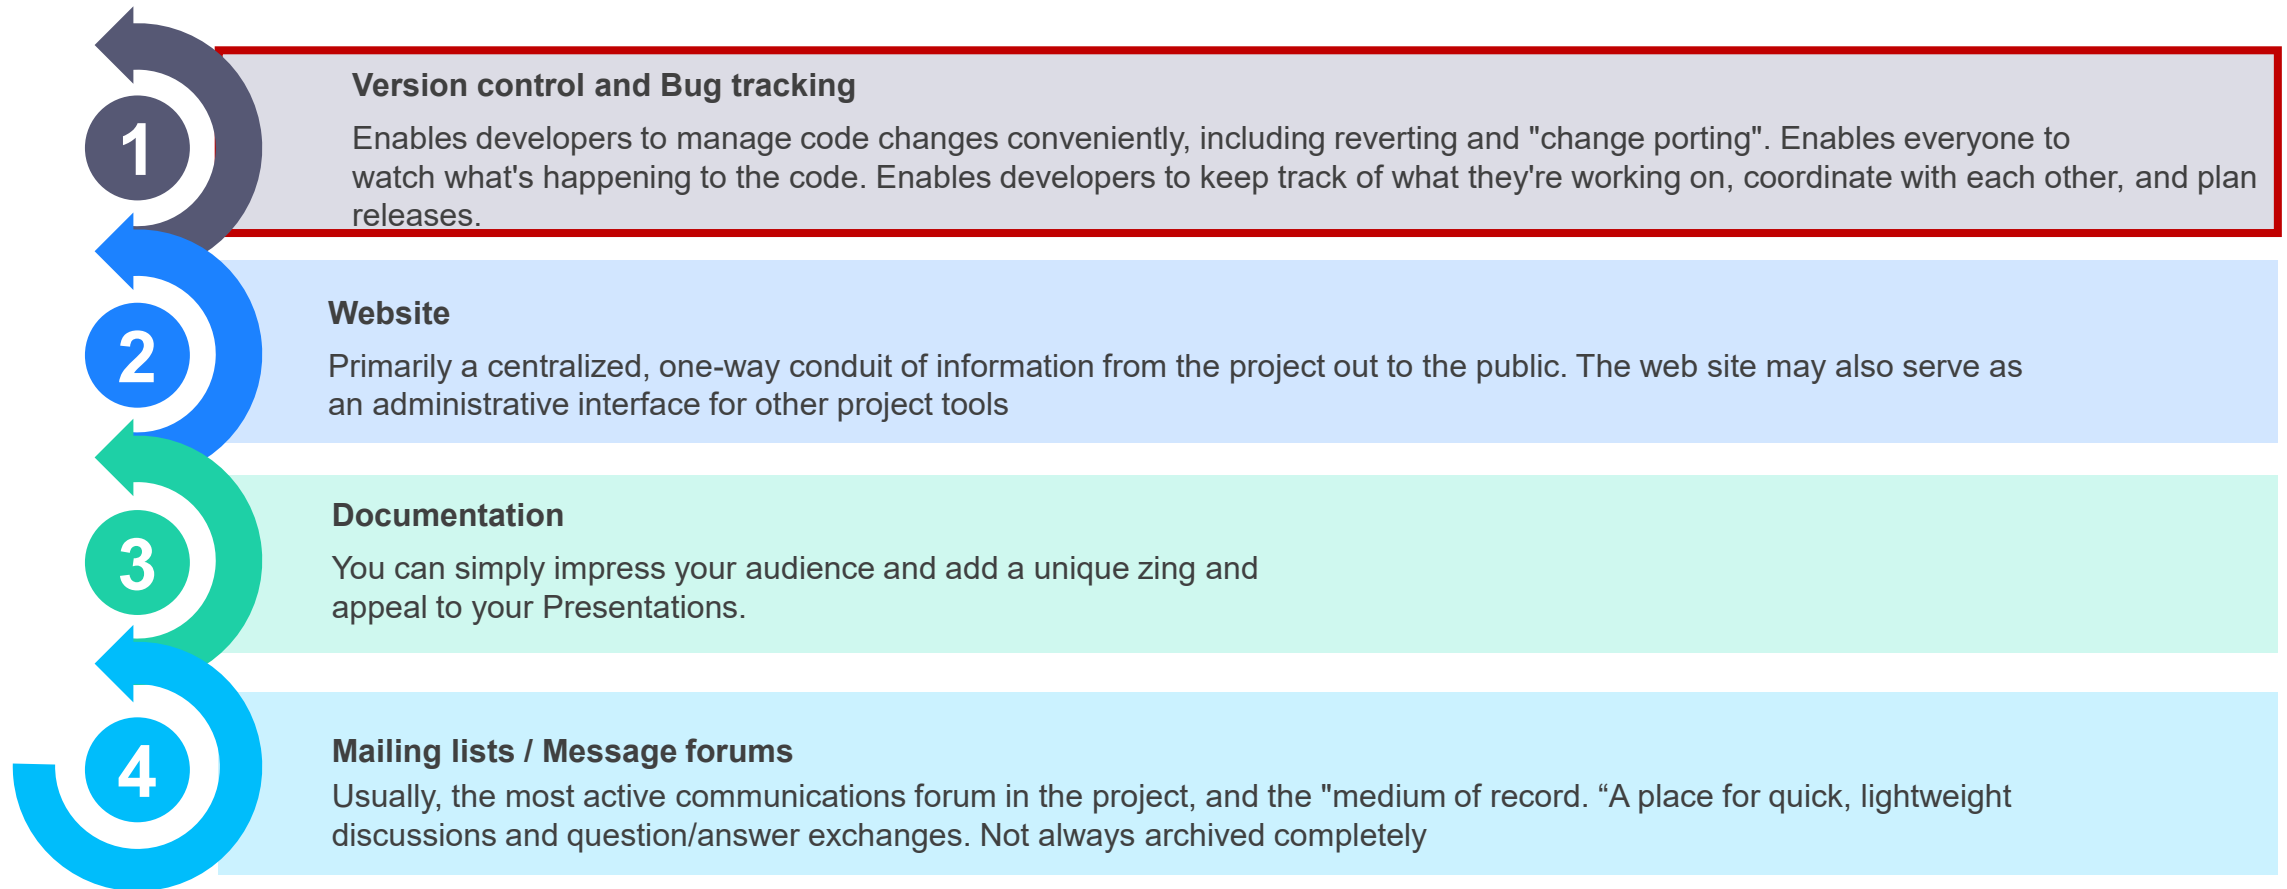 1
Version control and Bug tracking
Enables developers to manage code changes conveniently, including reverting and "change porting". Enables everyone to
watch what's happening to the code. Enables developers to keep track of what they're working on, coordinate with each other, and plan
releases.
2
Website
Primarily a centralized, one-way conduit of information from the project out to the public. The web site may also serve as
an administrative interface for other project tools
3
Documentation
You can simply impress your audience and add a unique zing and
appeal to your Presentations.
4
Mailing lists / Message forums
Usually, the most active communications forum in the project, and the "medium of record. “A place for quick, lightweight
discussions and question/answer exchanges. Not always archived completely